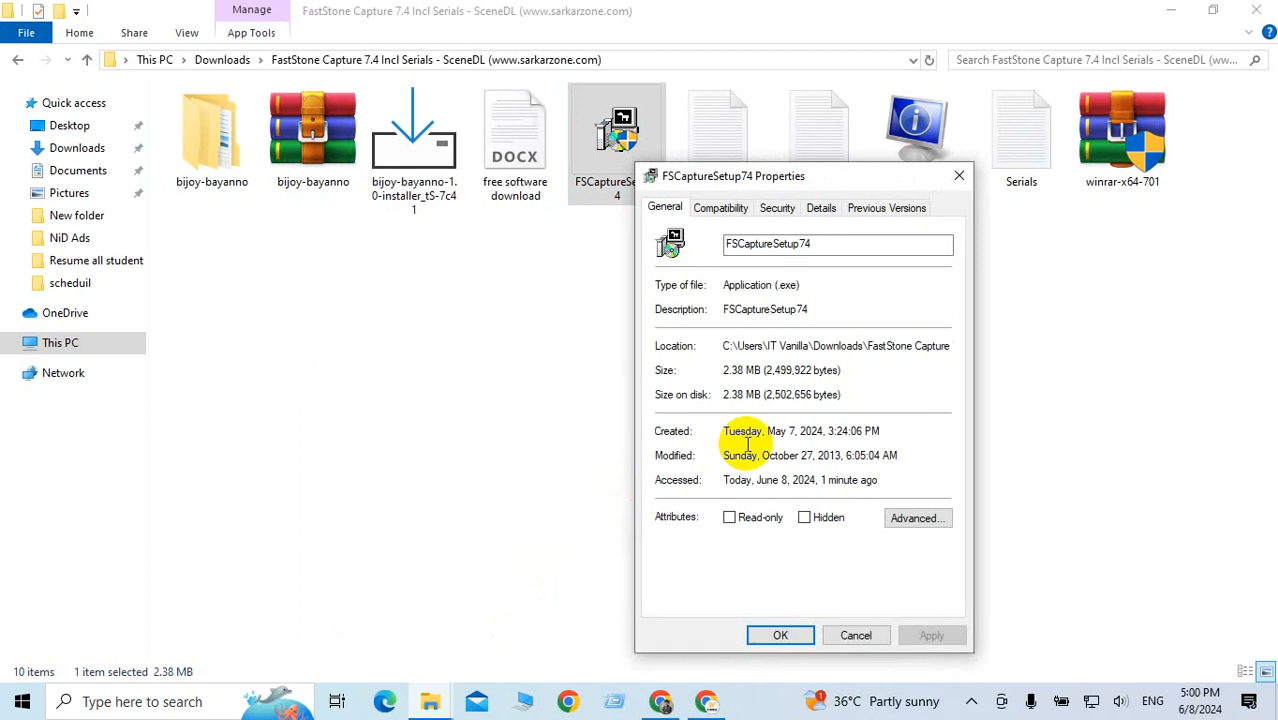 Manage
FastStone Capture 7.4 Incl Serials - SceneDL (www.sarkarzone.com)
File
Home
Share
View
App Tools
This PC
Downloads
FastStone Capture 7.4 Incl Serials - SceneDL (www.sarkarzone.com)
Search FastStone Capture 7.4 Incl Serials - SceneDL (ww...
Quick access
Desktop
Downloads
Documents
Pictures
New folder
NiD Ads
Resume all student
scheduil
OneDrive
This PC
Network
bijoy-bayanno
bijoy-bayanno
bijoy-bayanno-1.
0-installer_tS-7c4
1
DOCX
free software
download
FSCaptureSe
4
Serials
winrar-x64-701
FSCaptureSetup74 Properties
General
Compatibility
Security
Details
Previous Versions
FSCaptureSetup74
Type of file: Application (.exe)
Description: FSCaptureSetup74
Location: C:\Users\IT Vanilla\Downloads\FastStone Capture
Size: 2.38 MB (2,499,922 bytes)
Size on disk: 2.38 MB (2,502,656 bytes)
Created: Tuesday, May 7, 2024, 3:24:06 PM
Modified: Sunday, October 27, 2013, 6:05:04 AM
Accessed: Today, June 8, 2024, 1 minute ago
Attributes: Read-only Hidden Advanced...
OK Cancel Apply
10 items 1 item selected 2.38 MB
Type here to search
1
36°C Partly sunny
ENG
5:00 PM
6/8/2024